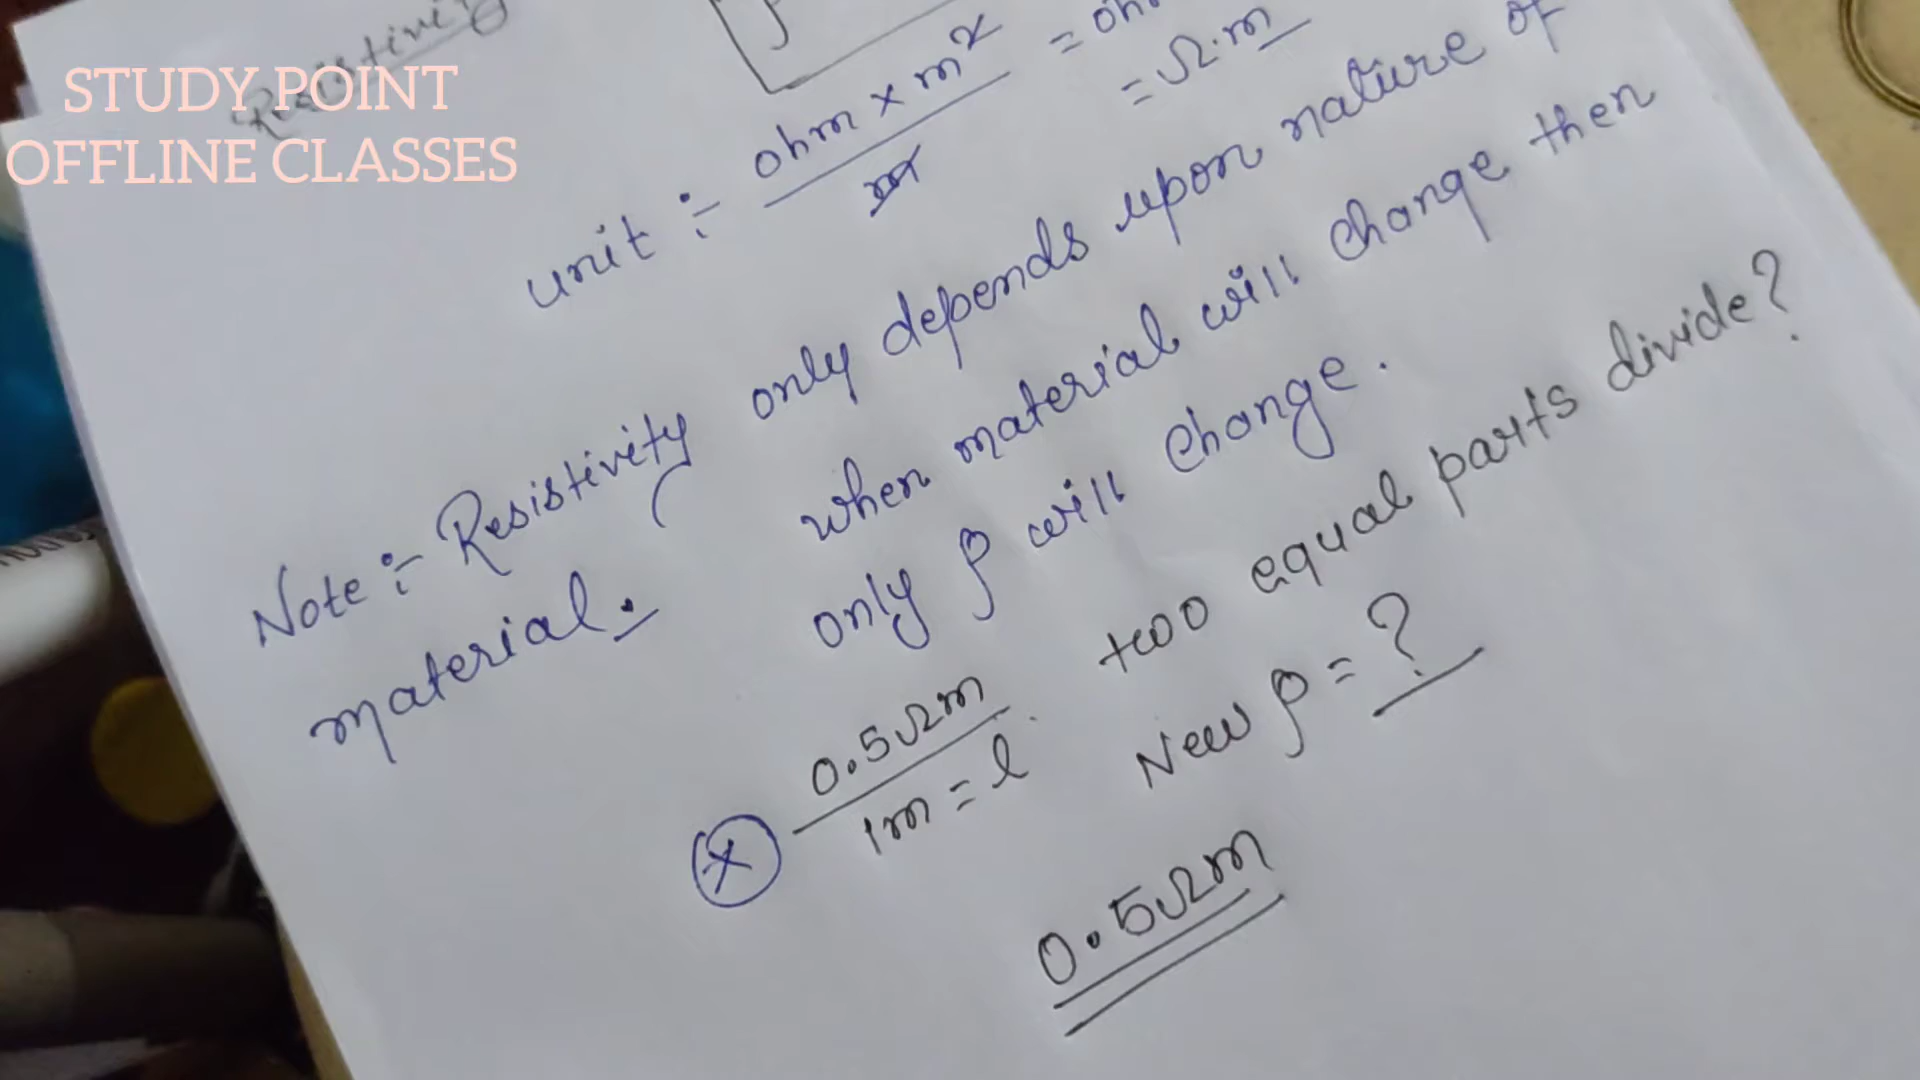 STUDY POINT
OFFLINE CLASSES
Resistivity
ρ
unit :- ohm × m² / m = Ω.m
Note :- Resistivity only depends upon nature of
material. ( when material will change then
only ρ will change.
0.5Ωm two equal parts divide?
1m = l New ρ = ?
0.5Ωm